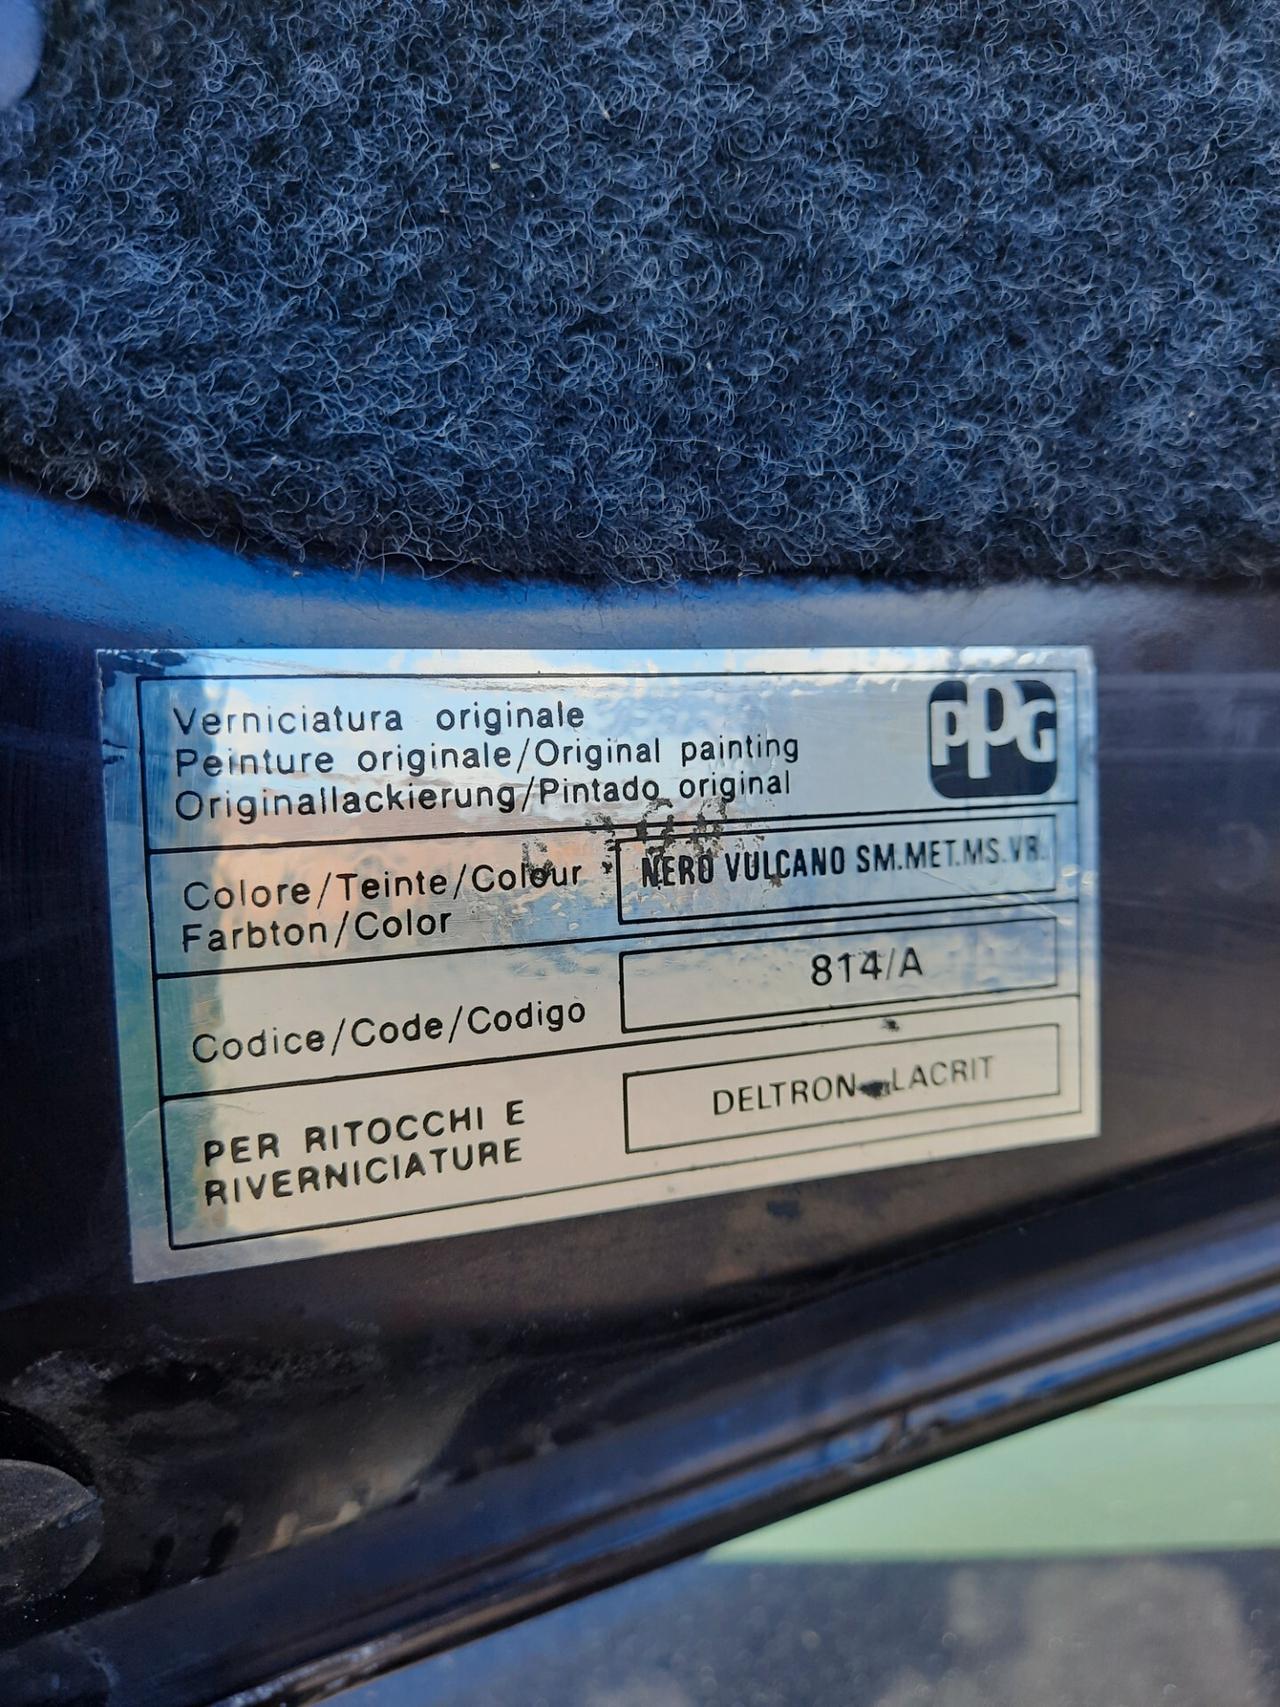 Verniciatura originale
Peinture originale/Original painting
Originallackierung/Pintado original
PPG
Colore/Teinte/Colour
Farbton/Color
NERO VULCANO SM.MET.MS.VR.
Codice/Code/Codigo
814/A
PER RITOCCHI E
RIVERNICIATURE
DELTRON-LACRIT